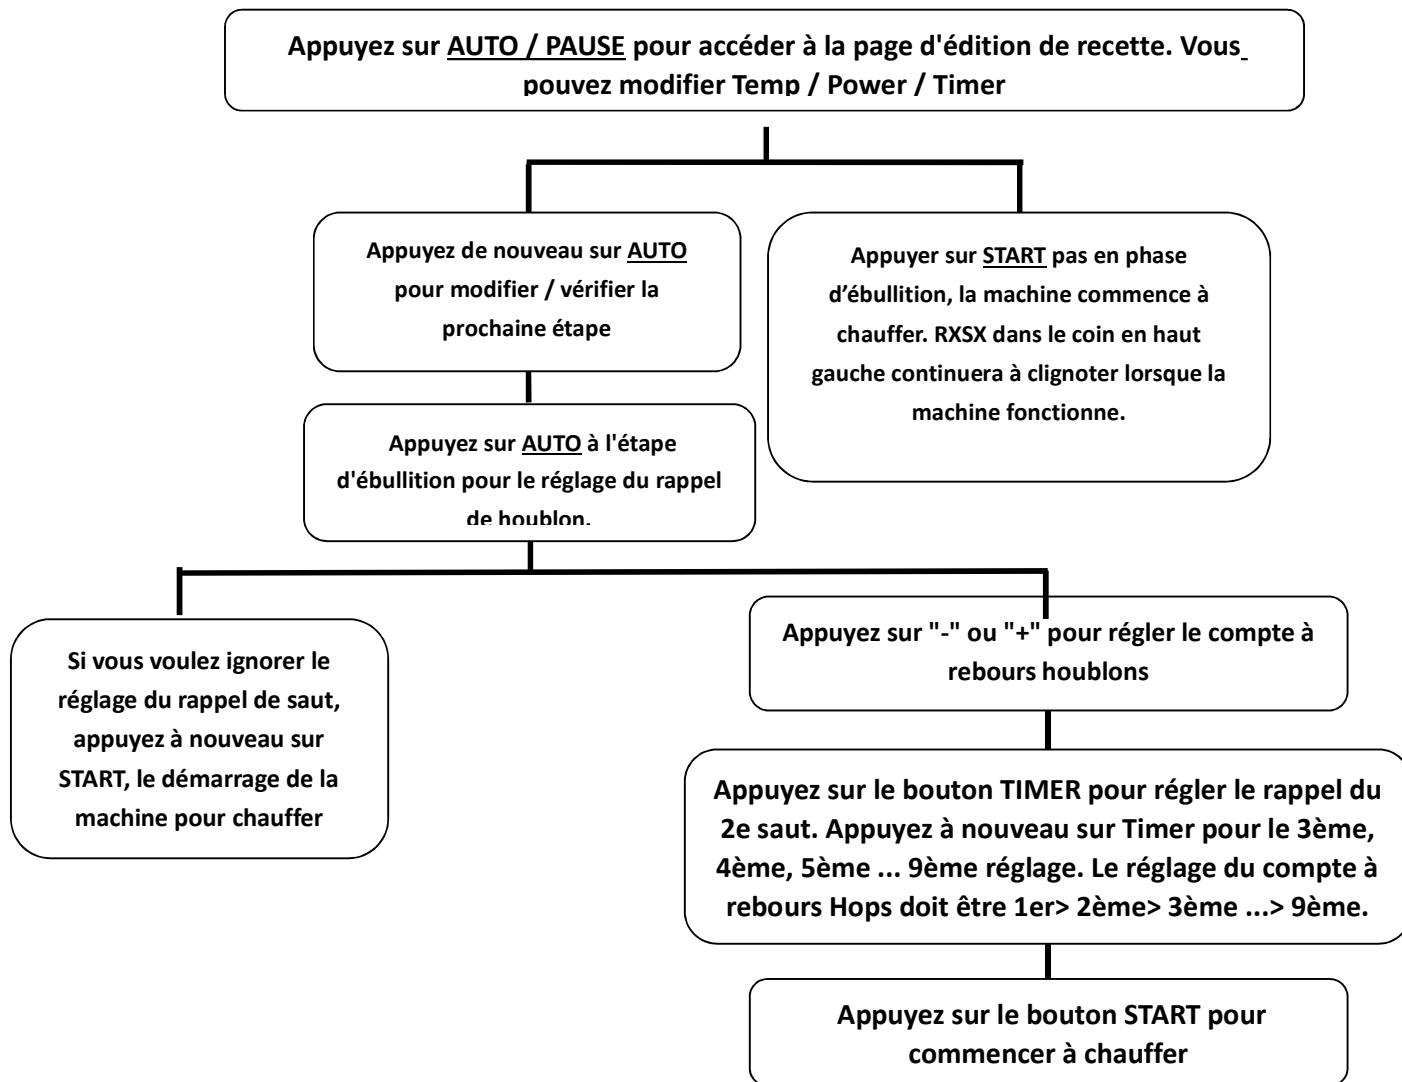 Appuyez sur AUTO / PAUSE pour accéder à la page d'édition de recette. Vous
pouvez modifier Temp / Power / Timer
Appuyez de nouveau sur AUTO
pour modifier / vérifier la
prochaine étape
Appuyer sur START pas en phase
d’ébullition, la machine commence à
chauffer. RXSX dans le coin en haut
gauche continuera à clignoter lorsque la
machine fonctionne.
Appuyez sur AUTO à l'étape
d'ébullition pour le réglage du rappel
de houblon.
Si vous voulez ignorer le
réglage du rappel de saut,
appuyez à nouveau sur
START, le démarrage de la
machine pour chauffer
Appuyez sur "-" ou "+" pour régler le compte à
rebours houblons
Appuyez sur le bouton TIMER pour régler le rappel du
2e saut. Appuyez à nouveau sur Timer pour le 3ème,
4ème, 5ème ... 9ème réglage. Le réglage du compte à
rebours Hops doit être 1er> 2ème> 3ème ...> 9ème.
Appuyez sur le bouton START pour
commencer à chauffer